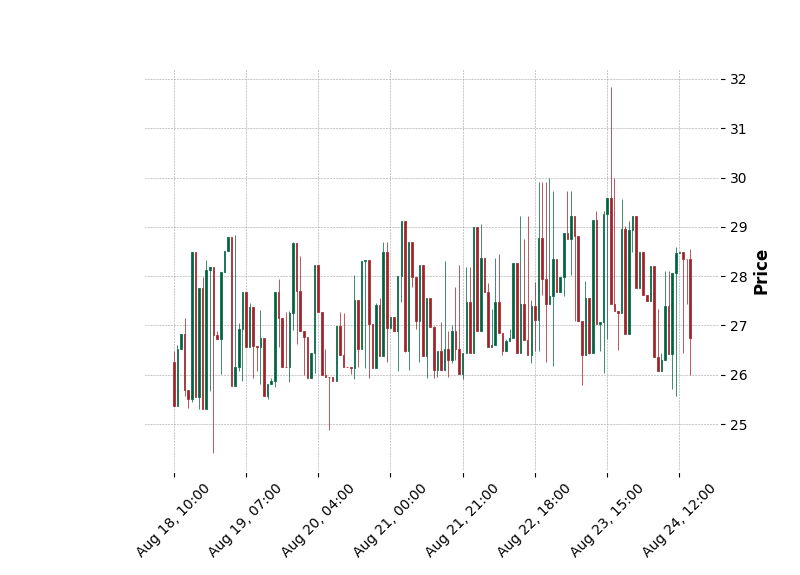 32
31
30
29
28
27
26
25
Price
Aug 18, 10:00
Aug 19, 07:00
Aug 20, 04:00
Aug 21, 00:00
Aug 21, 21:00
Aug 22, 18:00
Aug 23, 15:00
Aug 24, 12:00